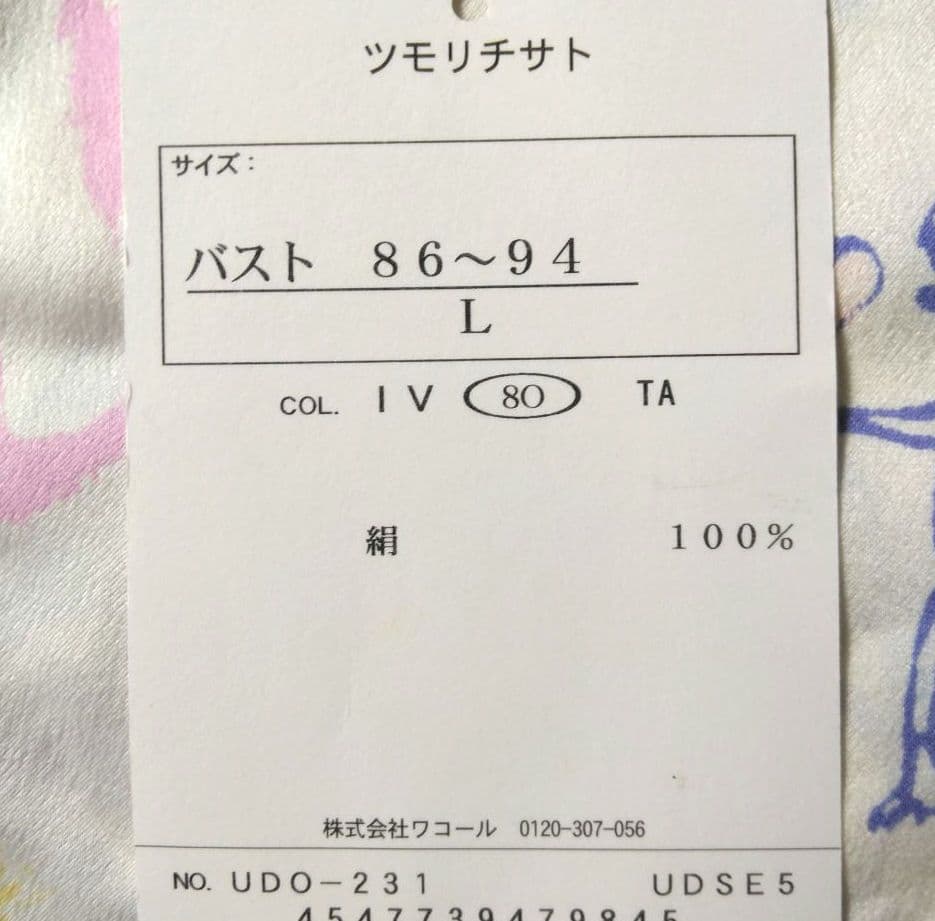 ツモリチサト
サイズ：
バスト　８６〜９４
Ｌ
COL. ＩＶ 80 TA
絹　１００％
株式会社ワコール　0120-307-056
NO. ＵＤＯ－２３１　ＵＤＳＥ５
4547739479845